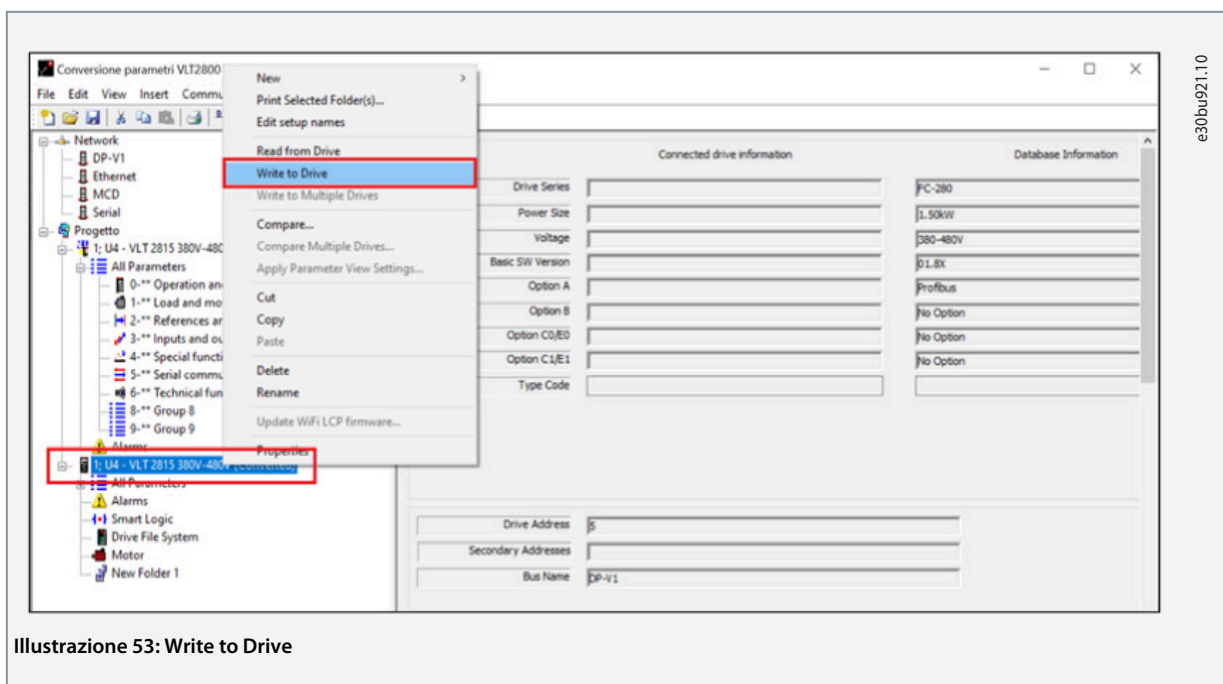 e30bu921.10
Conversione parametri VLT2800
File Edit View Insert Commu
Network
DP-V1
Ethernet
MCD
Serial
Progetto
1; U4 - VLT 2815 380V-480
All Parameters
0-** Operation an
1-** Load and mo
2-** References ar
3-** Inputs and ou
4-** Special functi
5-** Serial commu
6-** Technical fun
8-** Group 8
9-** Group 9
Alarms
1; U4 - VLT 2815 380V-480V (Converted)
All Parameters
Alarms
Smart Logic
Drive File System
Motor
New Folder 1
New
Print Selected Folder(s)...
Edit setup names
Read from Drive
Write to Drive
Write to Multiple Drives
Compare...
Compare Multiple Drives...
Apply Parameter View Settings...
Cut
Copy
Paste
Delete
Rename
Update WiFi LCP firmware...
Properties
Connected drive information Database Information
Drive Series FC-280
Power Size 1.50kW
Voltage 380-480V
Basic SW Version 01.8X
Option A Profibus
Option B No Option
Option C0/E0 No Option
Option C1/E1 No Option
Type Code
Drive Address 5
Secondary Addresses
Bus Name DP-V1
Illustrazione 53: Write to Drive